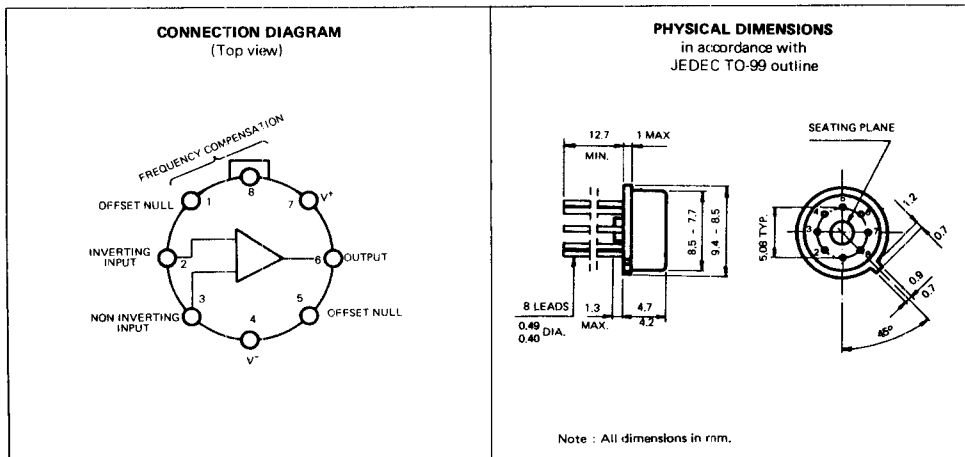 CONNECTION DIAGRAM
(Top view)
FREQUENCY COMPENSATION
8
OFFSET NULL
1
7
V+
INVERTING
INPUT
2
6
OUTPUT
3
5
NON INVERTING
INPUT
4
OFFSET NULL
V-
PHYSICAL DIMENSIONS
in accordance with
JEDEC TO-99 outline
12.7
MIN.
1 MAX
SEATING PLANE
8.5 - 7.7
9.4 - 8.5
5.08 TYP.
4
3
7
2
1.2
0.7
0.9
0.7
8 LEADS
0.49
0.40
DIA.
1.3
MAX.
4.7
4.2
45°
Note : All dimensions in mm.